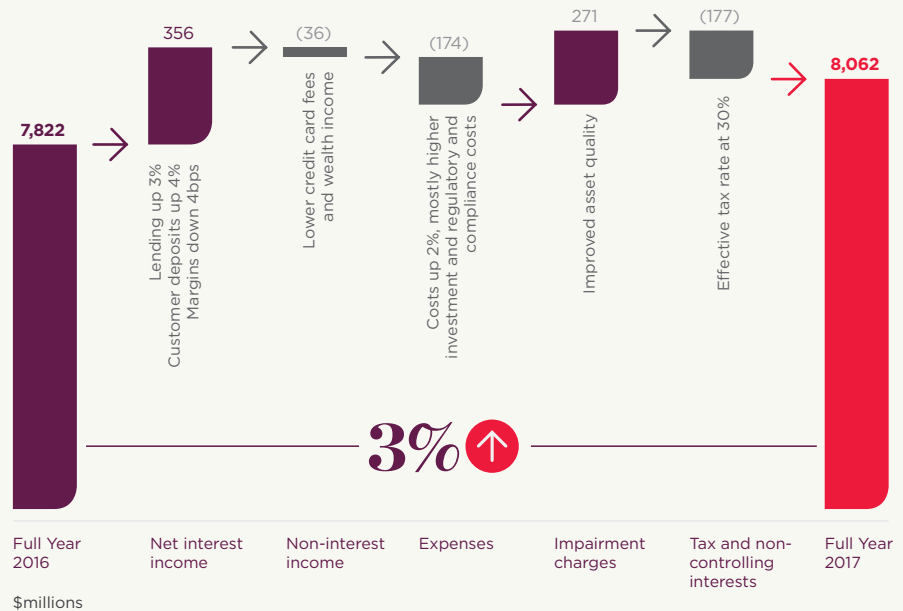 7,822
356
Lending up 3%
Customer deposits up 4%
Margins down 4bps
(36)
Lower credit card fees
and wealth income
(174)
Costs up 2%, mostly higher
investment and regulatory and
compliance costs
271
Improved asset quality
(177)
Effective tax rate at 30%
8,062
3%
Full Year
2016
Net interest
income
Non-interest
income
Expenses
Impairment
charges
Tax and non-
controlling
interests
Full Year
2017
$millions